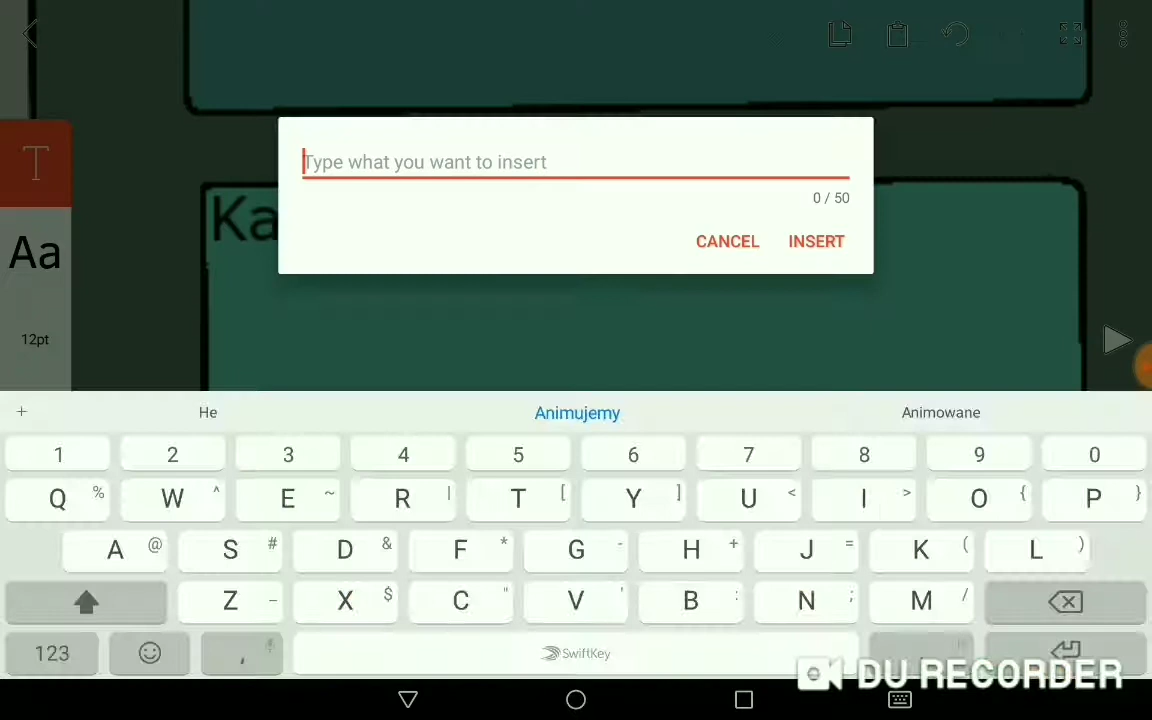 Type what you want to insert
0 / 50
CANCEL INSERT
Ka
T
Aa
12pt
+ He Animujemy Animowane
1 2 3 4 5 6 7 8 9 0
Q % W ^ E ~ R | T [ Y ] U < I > O { P }
A @ S # D & F * G - H + J = K ( L )
Z _ X $ C " V ' B : N ; M /
123 , SwiftKey .
DU RECORDER